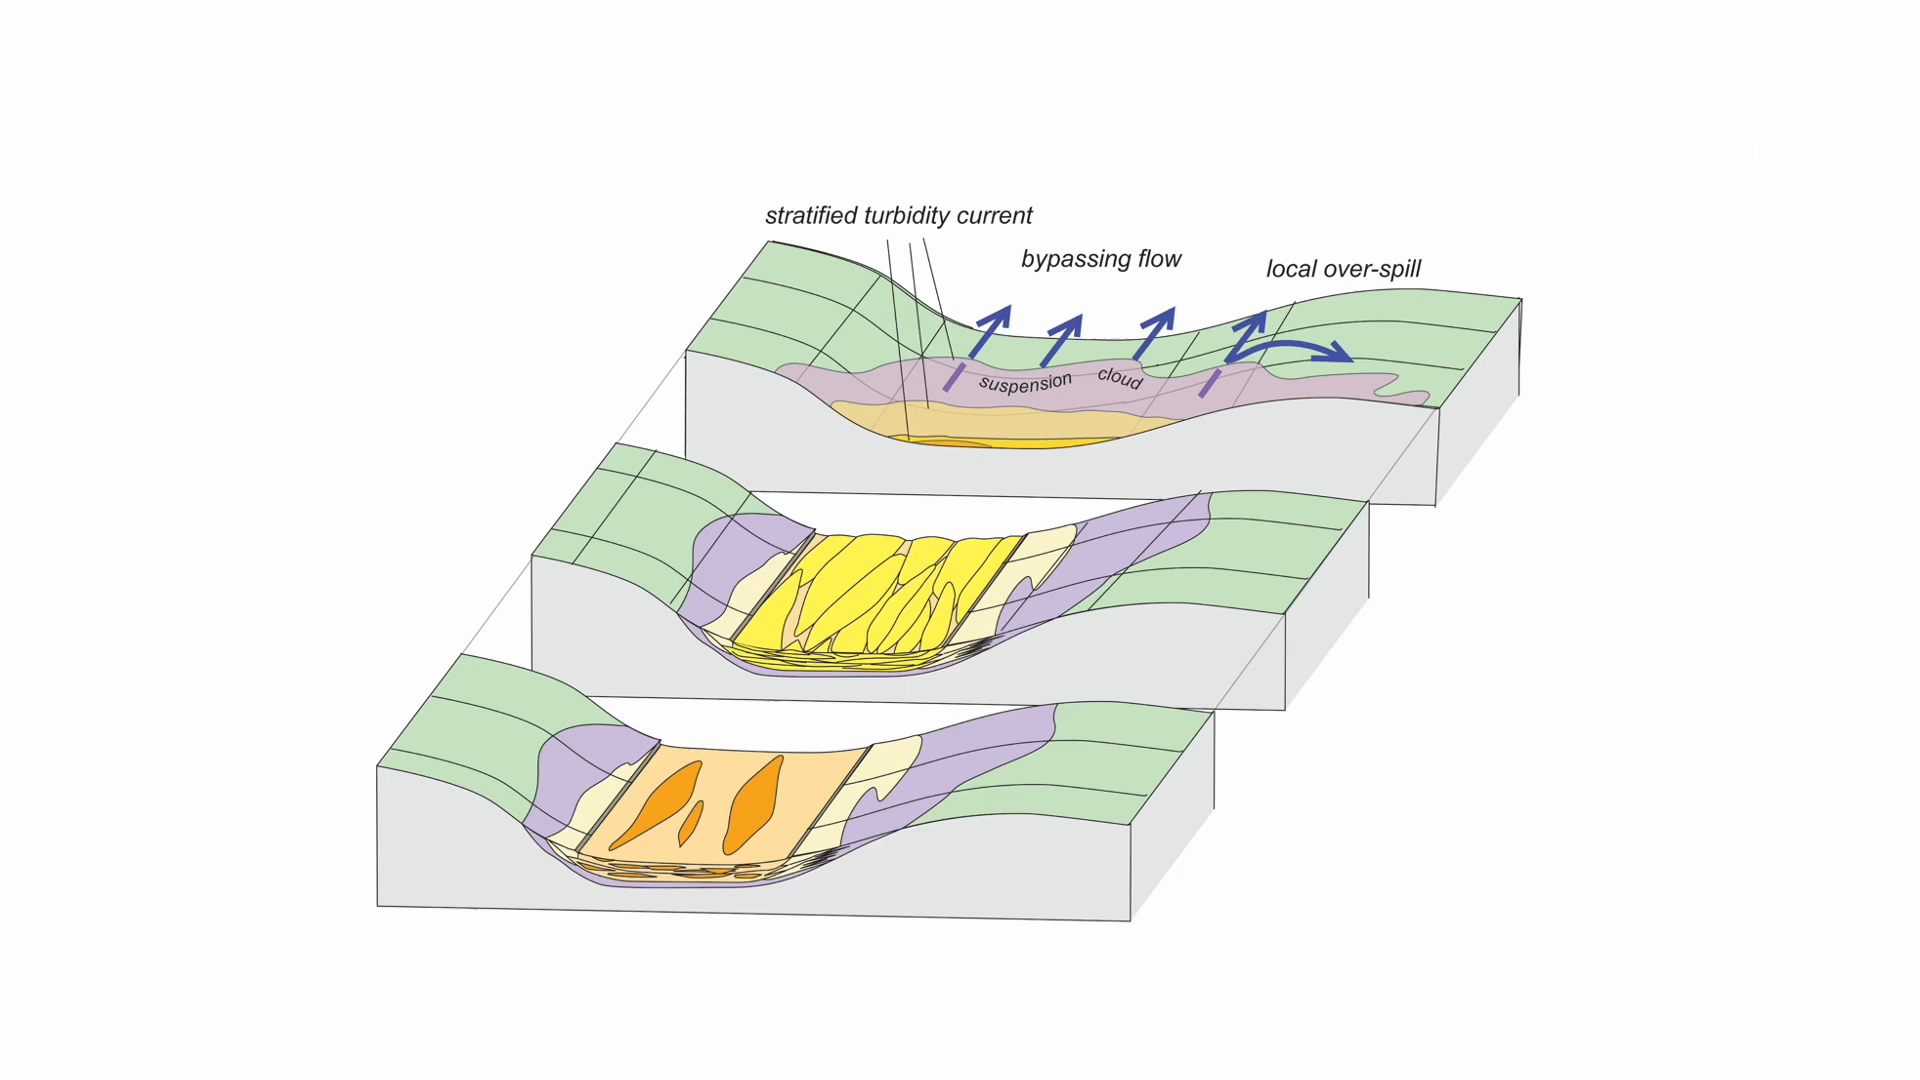 stratified turbidity current
bypassing flow
local over-spill
suspension cloud